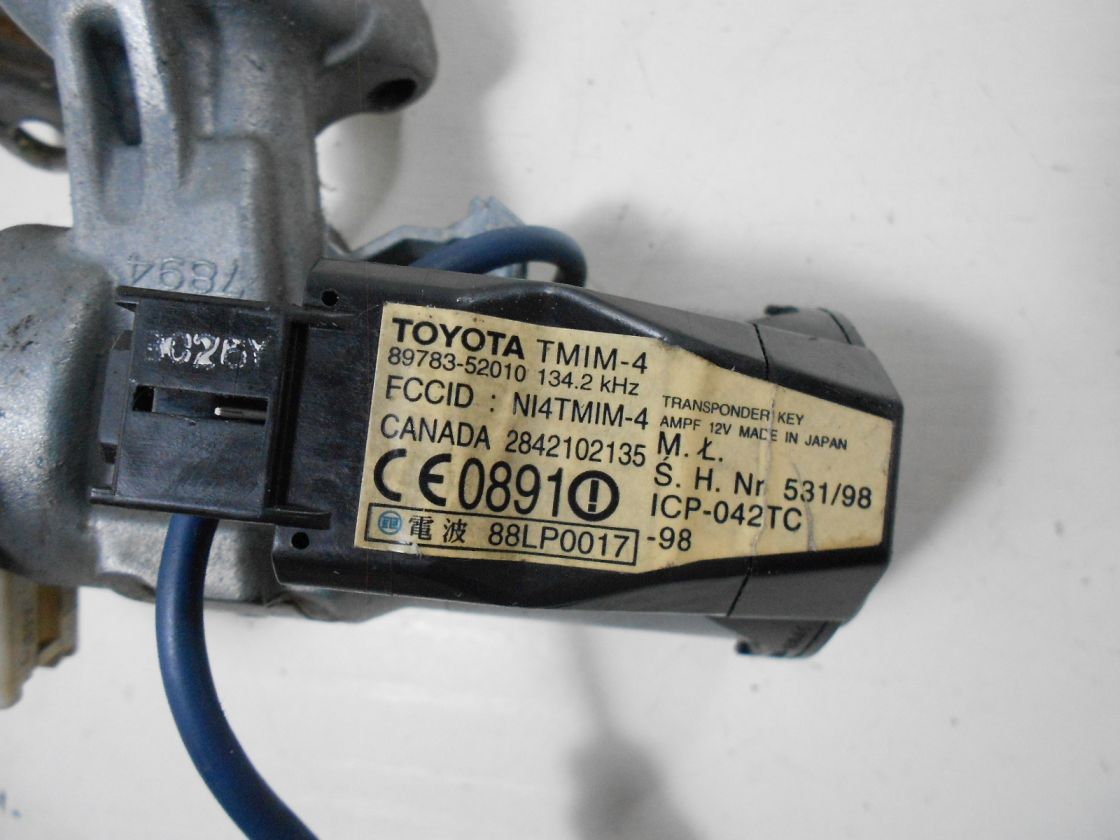 7894
3026Y
TOYOTA TMIM-4
89783-52010 134.2 kHz
FCCID : NI4TMIM-4
CANADA 2842102135
CE0891
電波 88LP0017
TRANSPONDER KEY
AMPF 12V MADE IN JAPAN
M. Ł.
Ś. H. Nr 531/98
ICP-042TC
-98